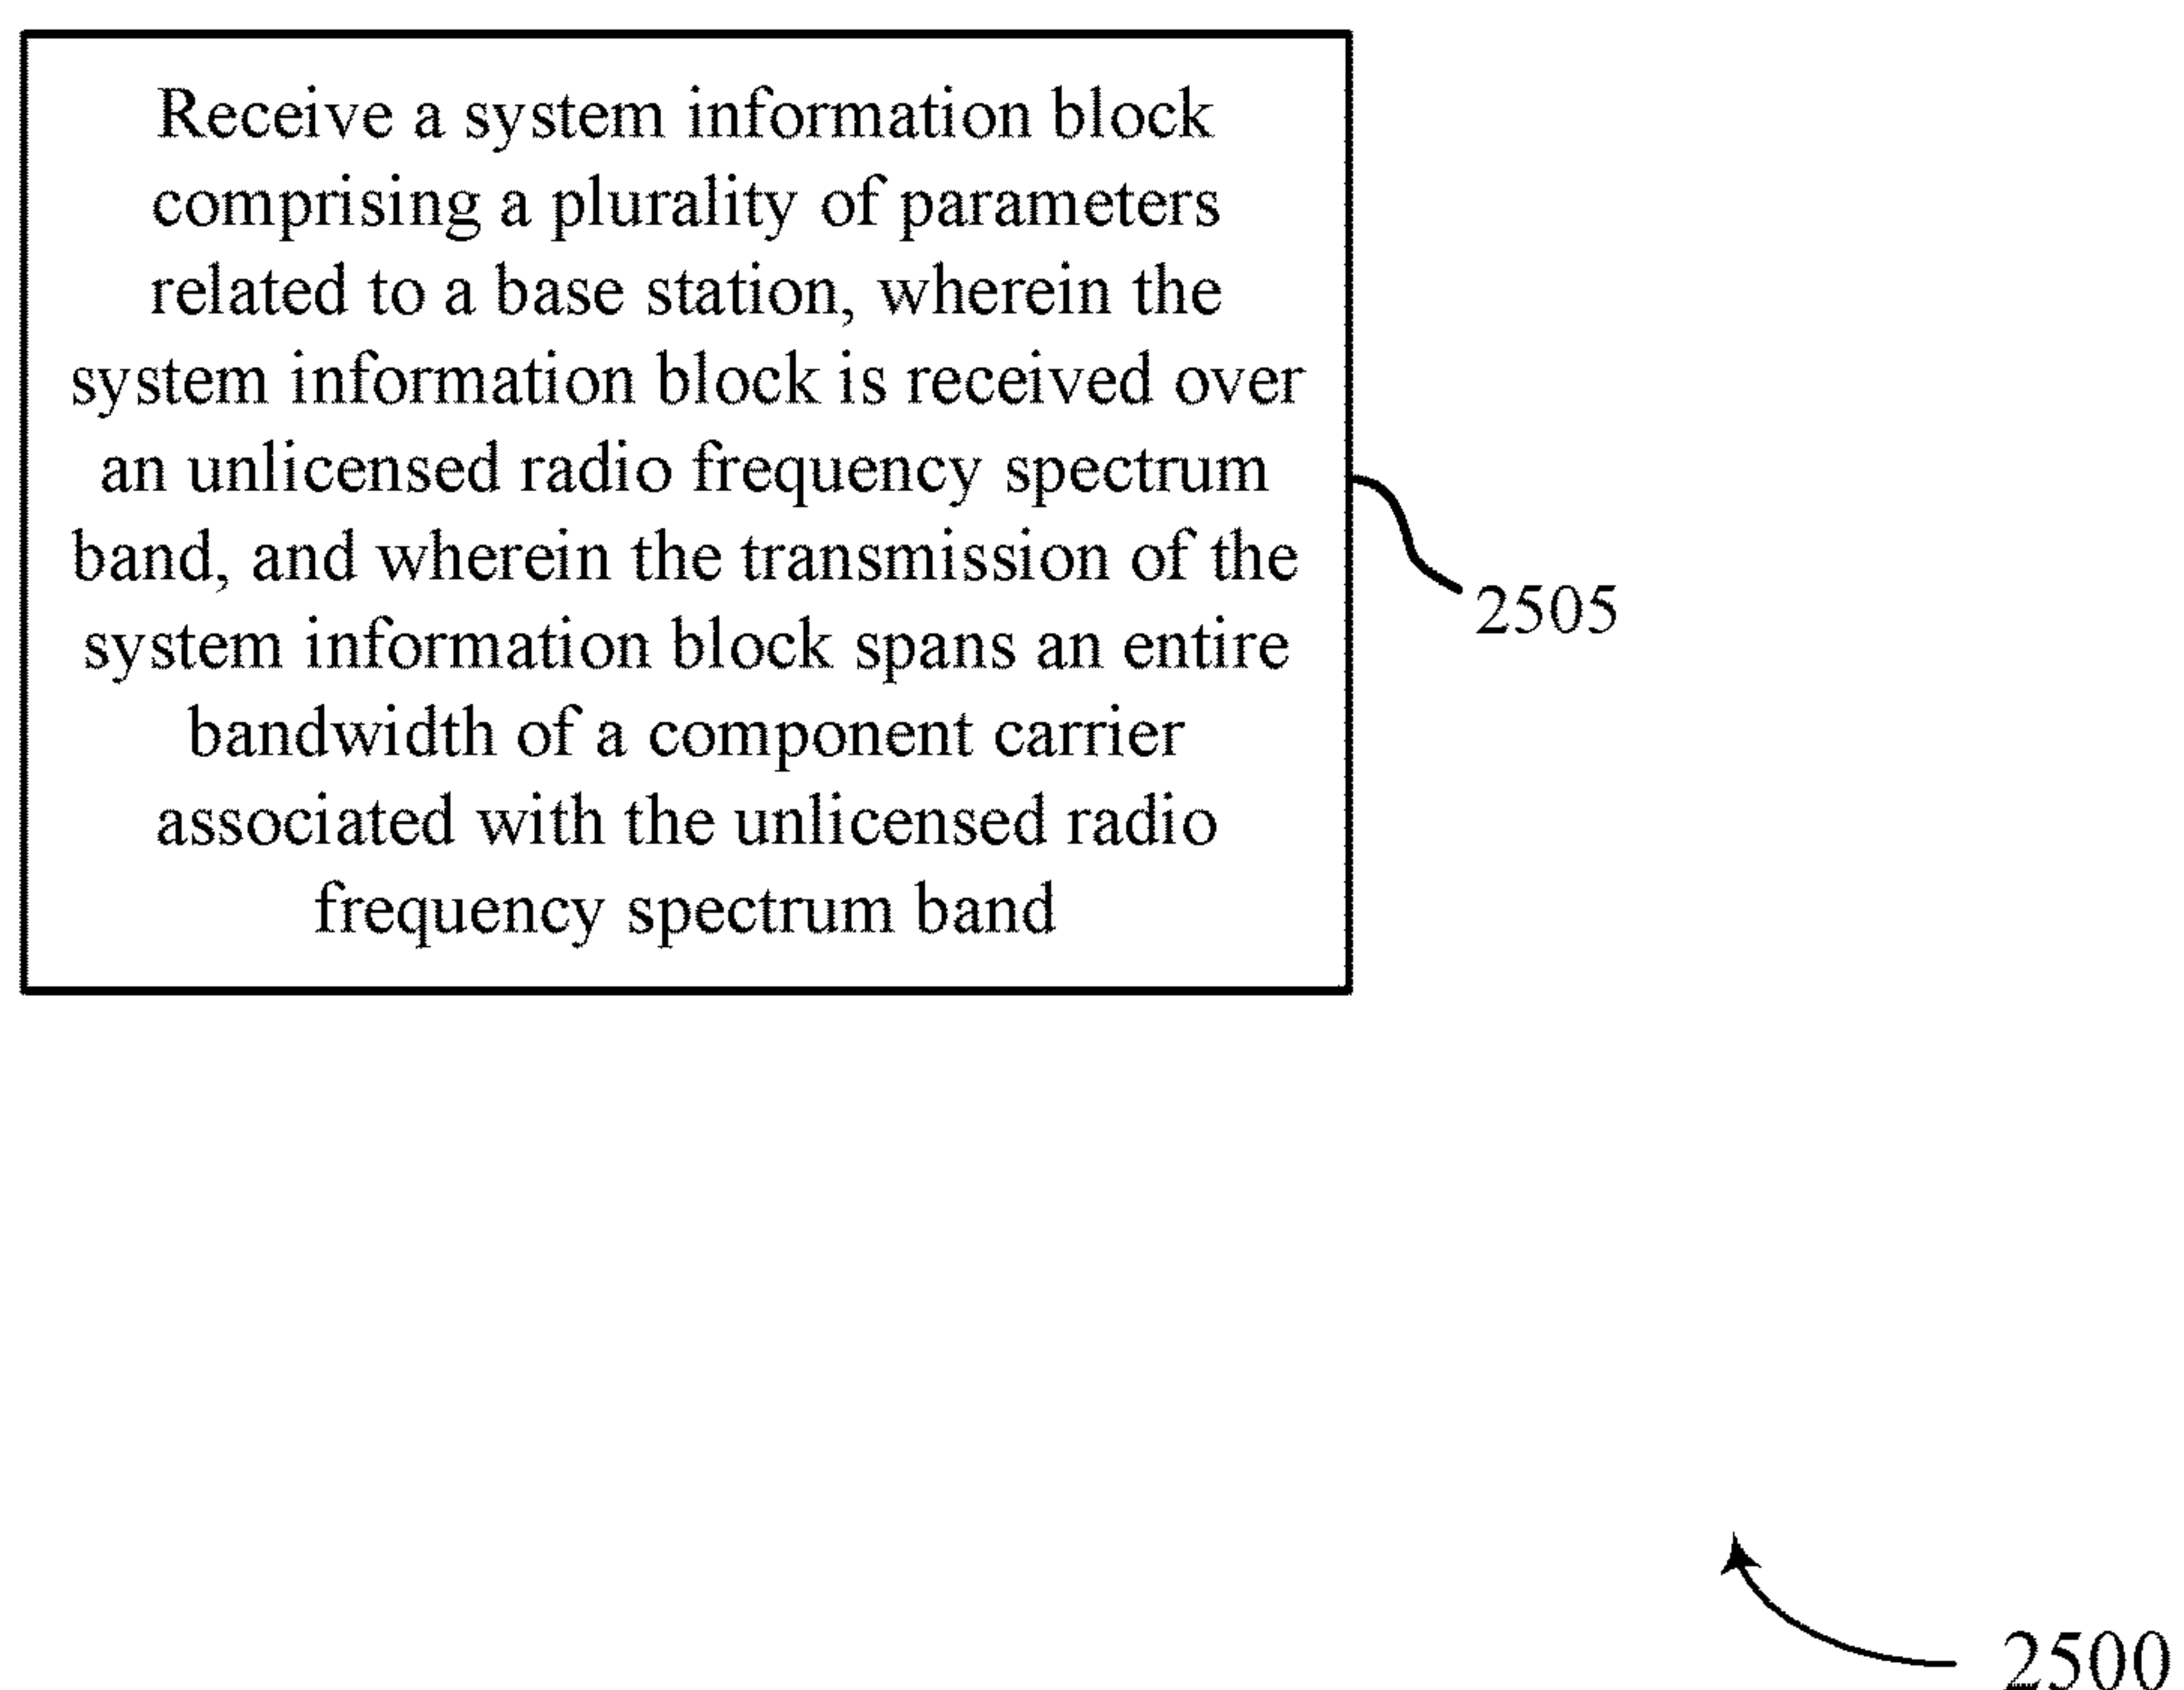 Receive a system information block
comprising a plurality of parameters
related to a base station, wherein the
system information block is received over
an unlicensed radio frequency spectrum
band, and wherein the transmission of the
system information block spans an entire
bandwidth of a component carrier
associated with the unlicensed radio
frequency spectrum band
2505
2500